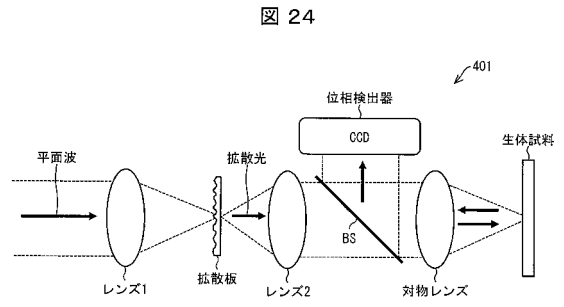 図 24
401
位相検出器
CCD
生体試料
平面波
拡散光
BS
レンズ1
拡散板
レンズ2
対物レンズ